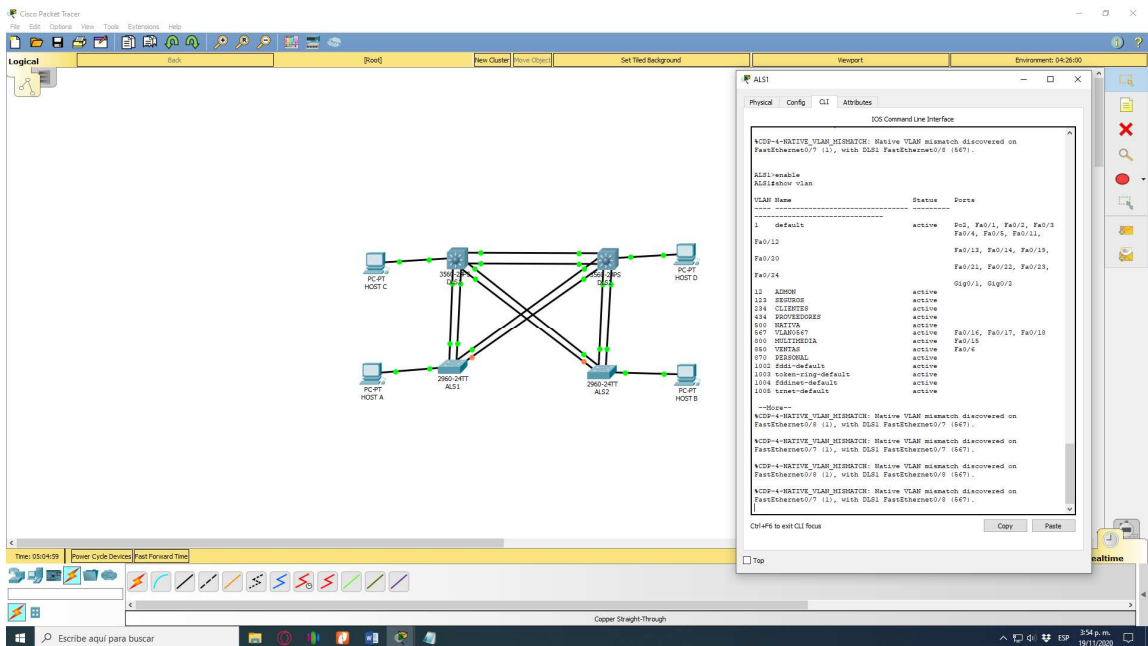 Cisco Packet Tracer
File Edit Options View Tools Extensions Help
Logical
Back
[Root]
New Cluster
Move Object
Set Tiled Background
Viewport
Environment: 04:26:00
ALS1
Physical Config CLI Attributes
IOS Command Line Interface
%CDP-4-NATIVE_VLAN_MISMATCH: Native VLAN mismatch discovered on
FastEthernet0/7 (1), with DLS1 FastEthernet0/8 (567).
ALS1>enable
ALS1#show vlan
VLAN Name Status Ports
---- -------------------------------- ---------
-------------------------------
1 default active Po2, Fa0/1, Fa0/2, Fa0/3
Fa0/4, Fa0/5, Fa0/11,
Fa0/12
Fa0/13, Fa0/14, Fa0/19,
Fa0/20
Fa0/21, Fa0/22, Fa0/23,
Fa0/24
Gig0/1, Gig0/2
12 ADMON active
123 SEGUROS active
234 CLIENTES active
434 PROVEEDORES active
500 NATIVA active
567 VLAN0567 active Fa0/16, Fa0/17, Fa0/18
800 MULTIMEDIA active Fa0/15
850 VENTAS active Fa0/6
870 PERSONAL active
1002 fddi-default active
1003 token-ring-default active
1004 fddinet-default active
1005 trnet-default active
--More--
%CDP-4-NATIVE_VLAN_MISMATCH: Native VLAN mismatch discovered on
FastEthernet0/8 (1), with DLS1 FastEthernet0/7 (567).
%CDP-4-NATIVE_VLAN_MISMATCH: Native VLAN mismatch discovered on
FastEthernet0/7 (1), with DLS1 FastEthernet0/8 (567).
%CDP-4-NATIVE_VLAN_MISMATCH: Native VLAN mismatch discovered on
FastEthernet0/8 (1), with DLS1 FastEthernet0/8 (567).
%CDP-4-NATIVE_VLAN_MISMATCH: Native VLAN mismatch discovered on
FastEthernet0/7 (1), with DLS1 FastEthernet0/7 (567).
Ctrl+F6 to exit CLI focus
Copy
Paste
Top
PC-PT
HOST C
PC-PT
HOST D
PC-PT
HOST A
2960-24TT
ALS1
2960-24TT
ALS2
PC-PT
HOST B
Time: 05:04:59
Power Cycle Devices
Fast Forward Time
ealtime
Copper Straight-Through
Escribe aquí para buscar
ESP
3:54 p. m.
19/11/2020